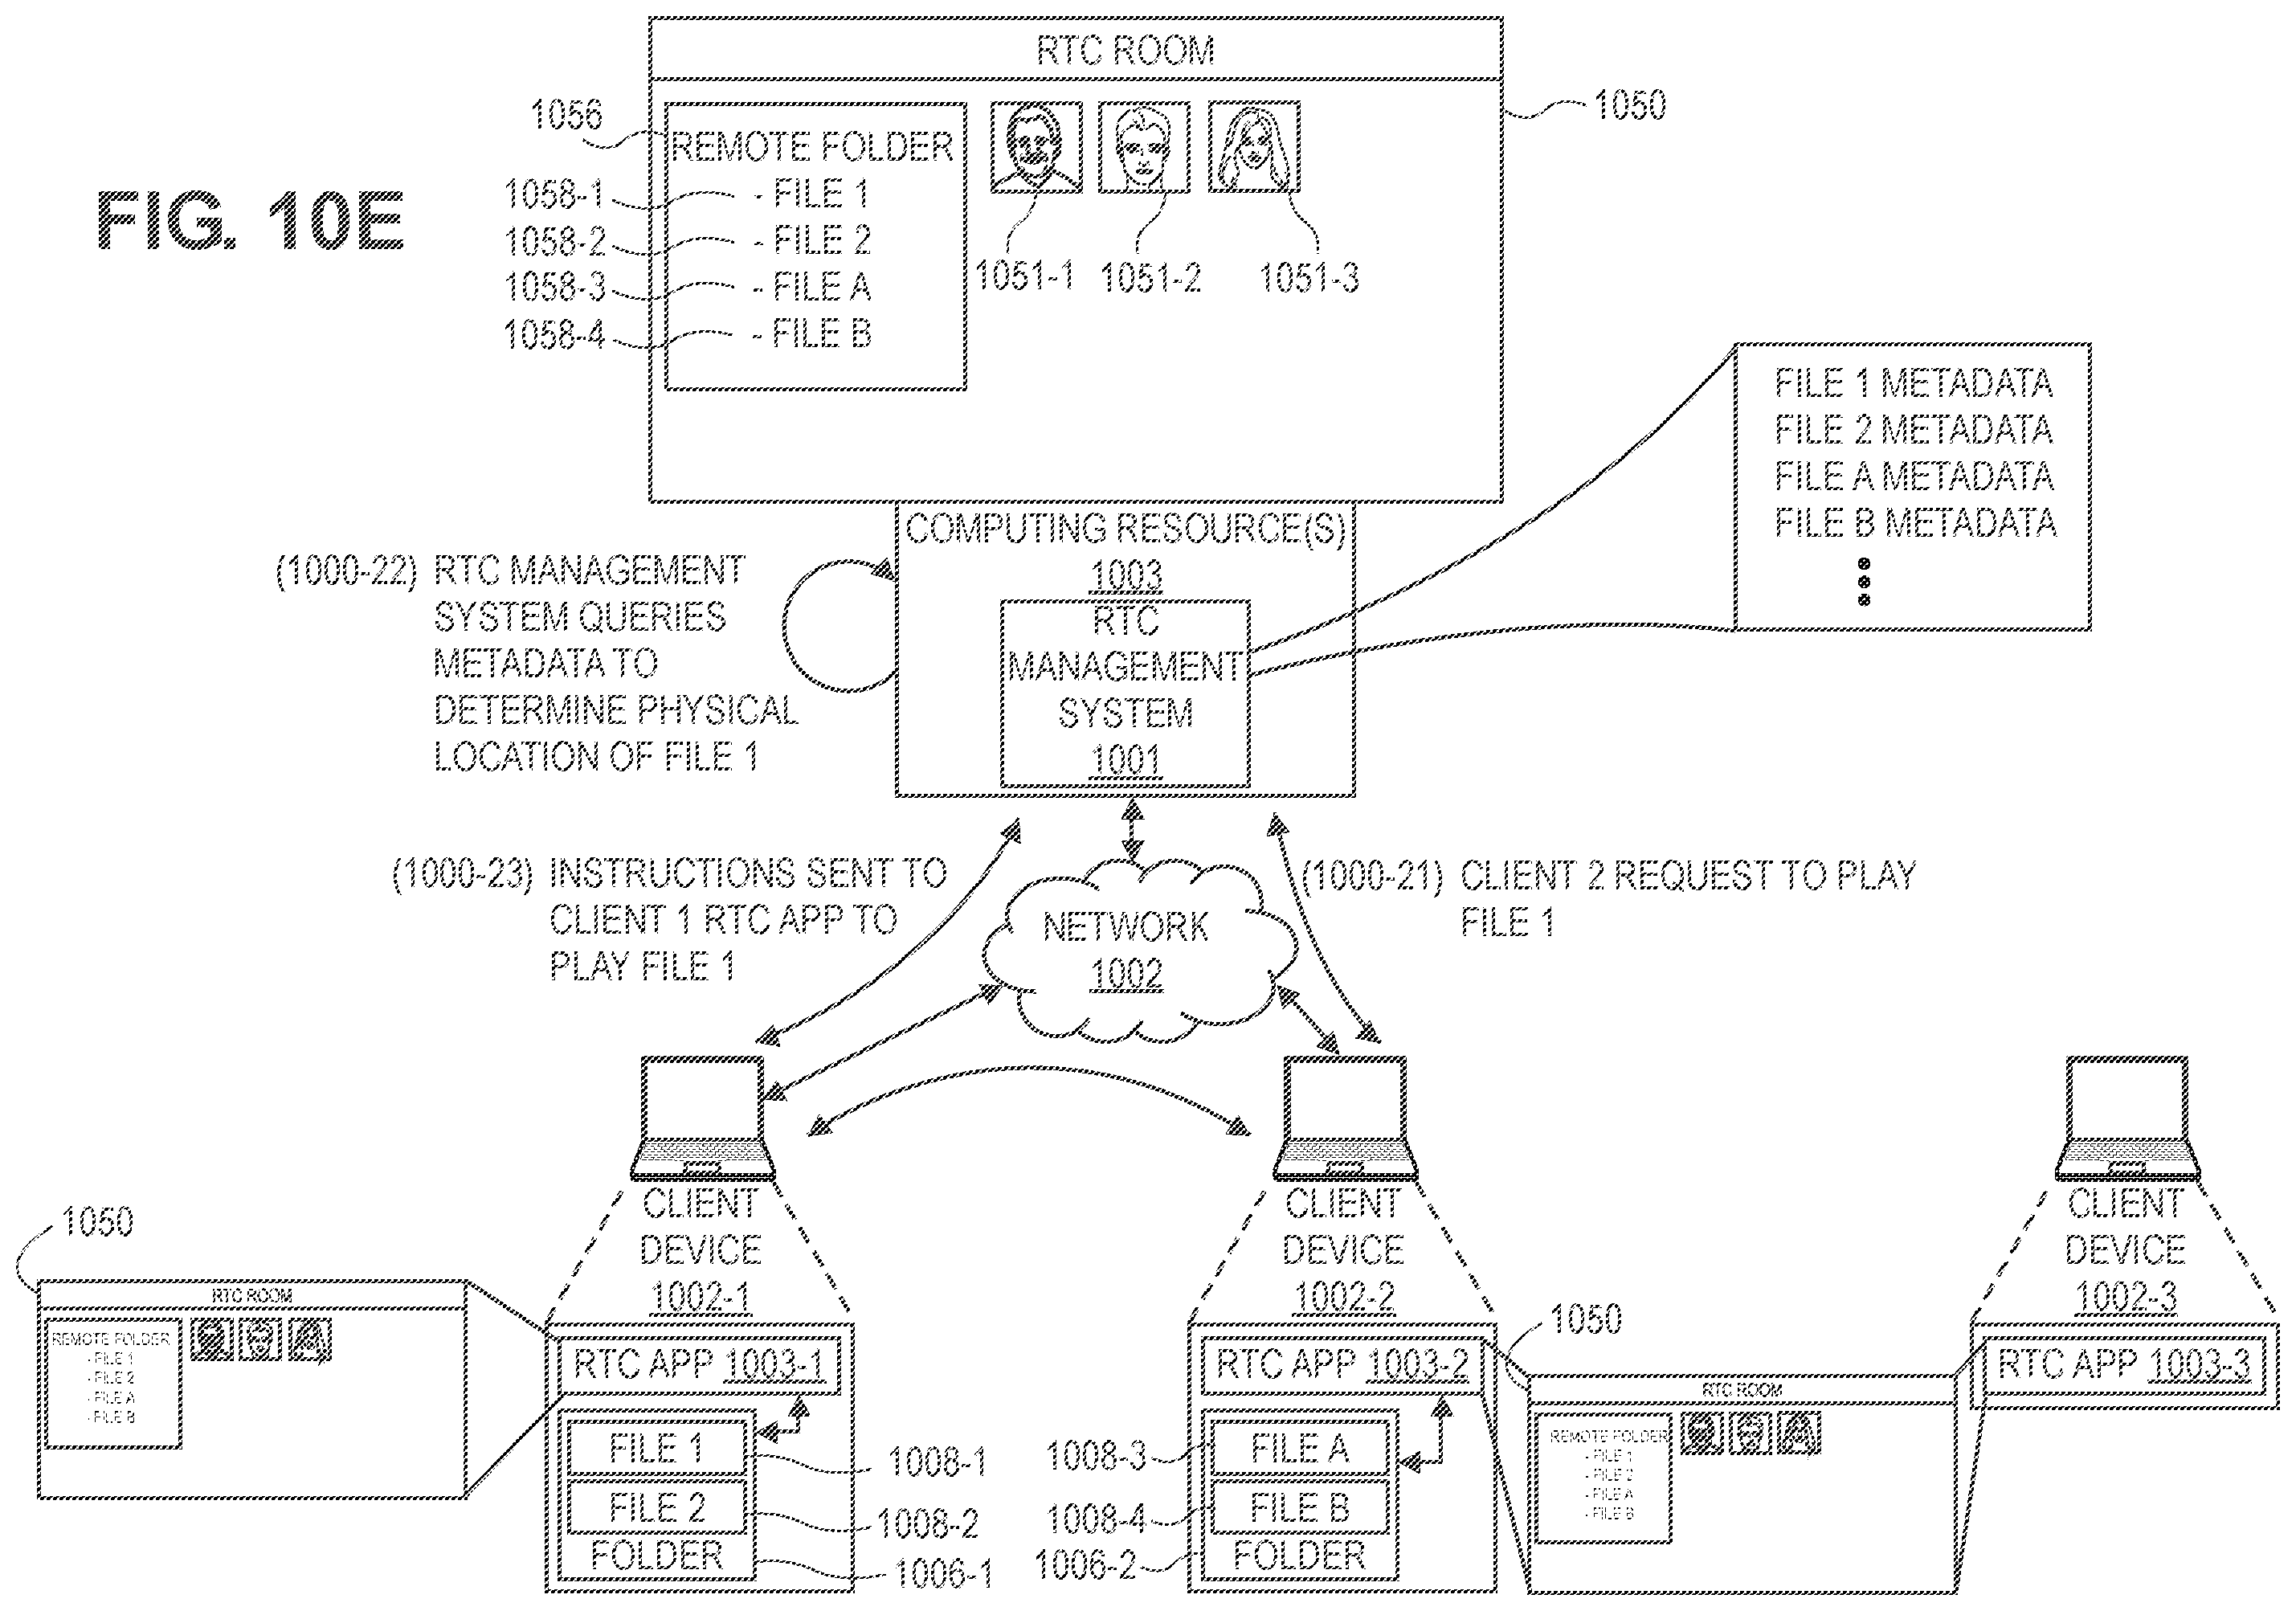 FIG. 10E
RTC ROOM
1050
1056
REMOTE FOLDER
1058-1 - FILE 1
1058-2 - FILE 2
1058-3 - FILE A
1058-4 - FILE B
1051-1
1051-2
1051-3
FILE 1 METADATA
FILE 2 METADATA
FILE A METADATA
FILE B METADATA
COMPUTING RESOURCE(S)
1003
RTC
MANAGEMENT
SYSTEM
1001
(1000-22) RTC MANAGEMENT
SYSTEM QUERIES
METADATA TO
DETERMINE PHYSICAL
LOCATION OF FILE 1
(1000-23) INSTRUCTIONS SENT TO
CLIENT 1 RTC APP TO
PLAY FILE 1
NETWORK
1002
(1000-21) CLIENT 2 REQUEST TO PLAY
FILE 1
CLIENT
DEVICE
1002-1
CLIENT
DEVICE
1002-2
CLIENT
DEVICE
1002-3
1050
RTC ROOM
REMOTE FOLDER
- FILE 1
- FILE 2
- FILE A
- FILE B
RTC APP 1003-1
FILE 1
1008-1
FILE 2
1008-2
FOLDER
1006-1
RTC APP 1003-2
1008-3
FILE A
1008-4
FILE B
1006-2
FOLDER
1050
RTC ROOM
REMOTE FOLDER
- FILE 1
- FILE 2
- FILE A
- FILE B
RTC APP 1003-3